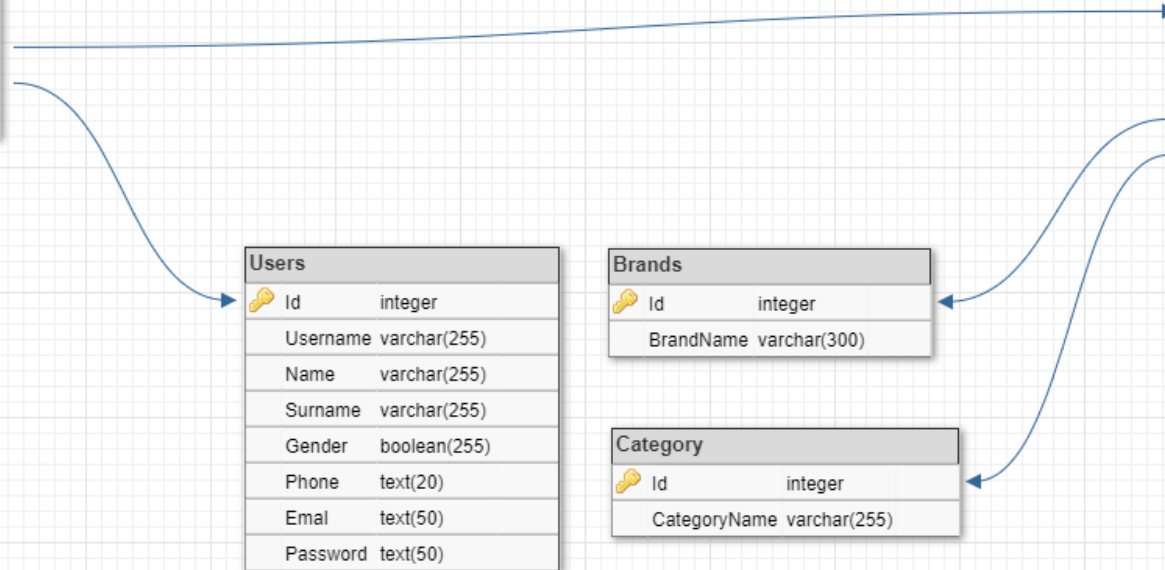 Users
Id integer
Username varchar(255)
Name varchar(255)
Surname varchar(255)
Gender boolean(255)
Phone text(20)
Emal text(50)
Password text(50)
Brands
Id integer
BrandName varchar(300)
Category
Id integer
CategoryName varchar(255)